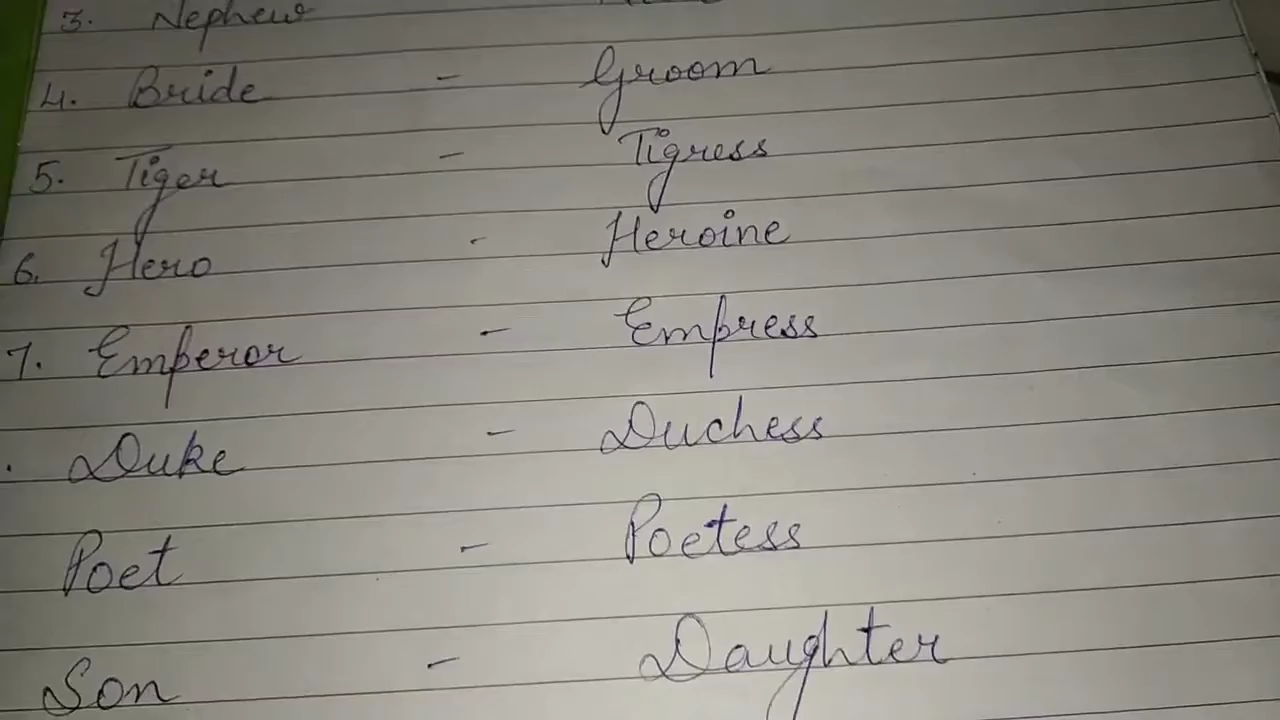 3. Nephew
4. Bride - Groom
5. Tiger - Tigress
6. Hero - Heroine
7. Emperor - Empress
. Duke - Duchess
Poet - Poetess
Son - Daughter